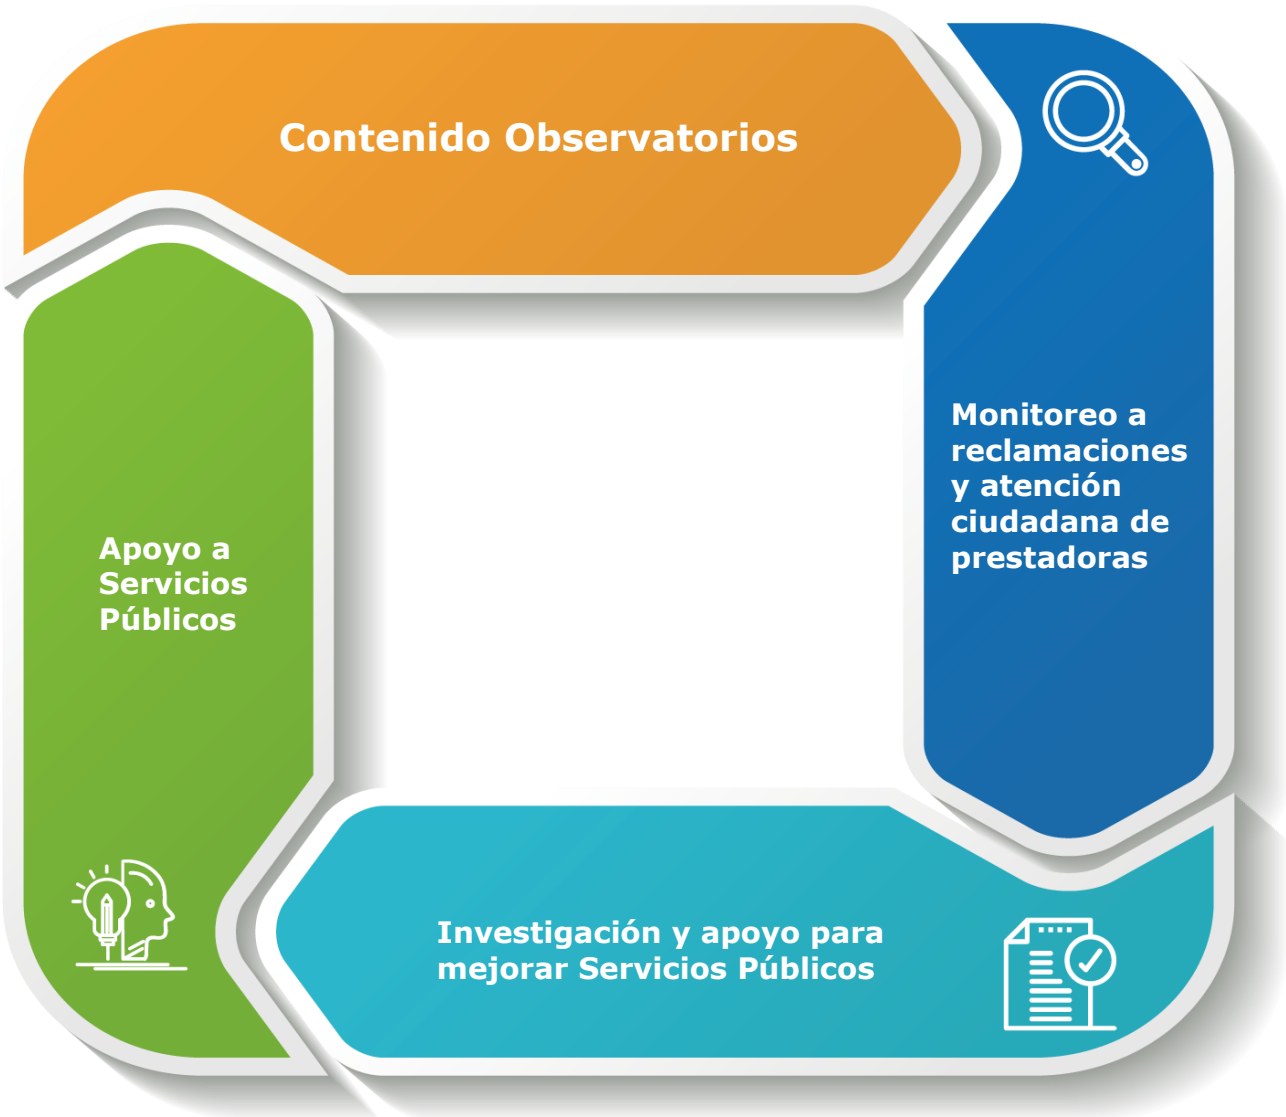 Contenido Observatorios
Monitoreo a
reclamaciones
y atención
ciudadana de
prestadoras
Apoyo a
Servicios
Públicos
Investigación y apoyo para
mejorar Servicios Públicos